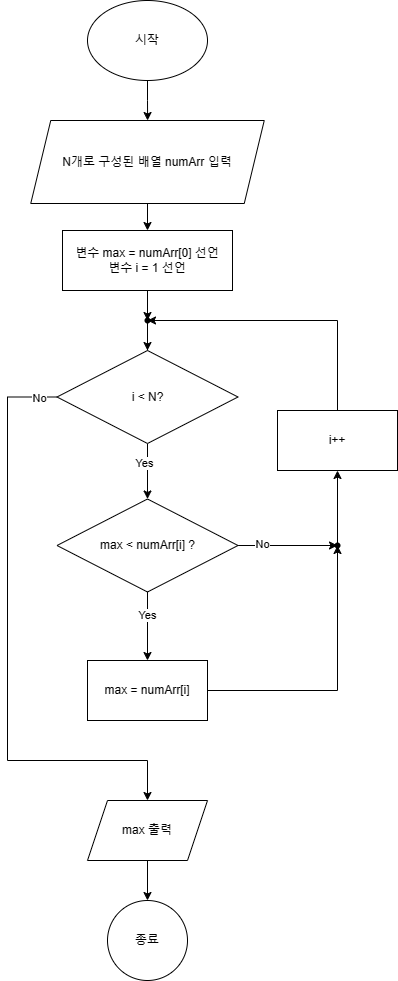 시작
N개로 구성된 배열 numArr 입력
변수 max = numArr[0] 선언
변수 i = 1 선언
No
i < N?
i++
Yes
max < numArr[i] ?
No
Yes
max = numArr[i]
max 출력
종료